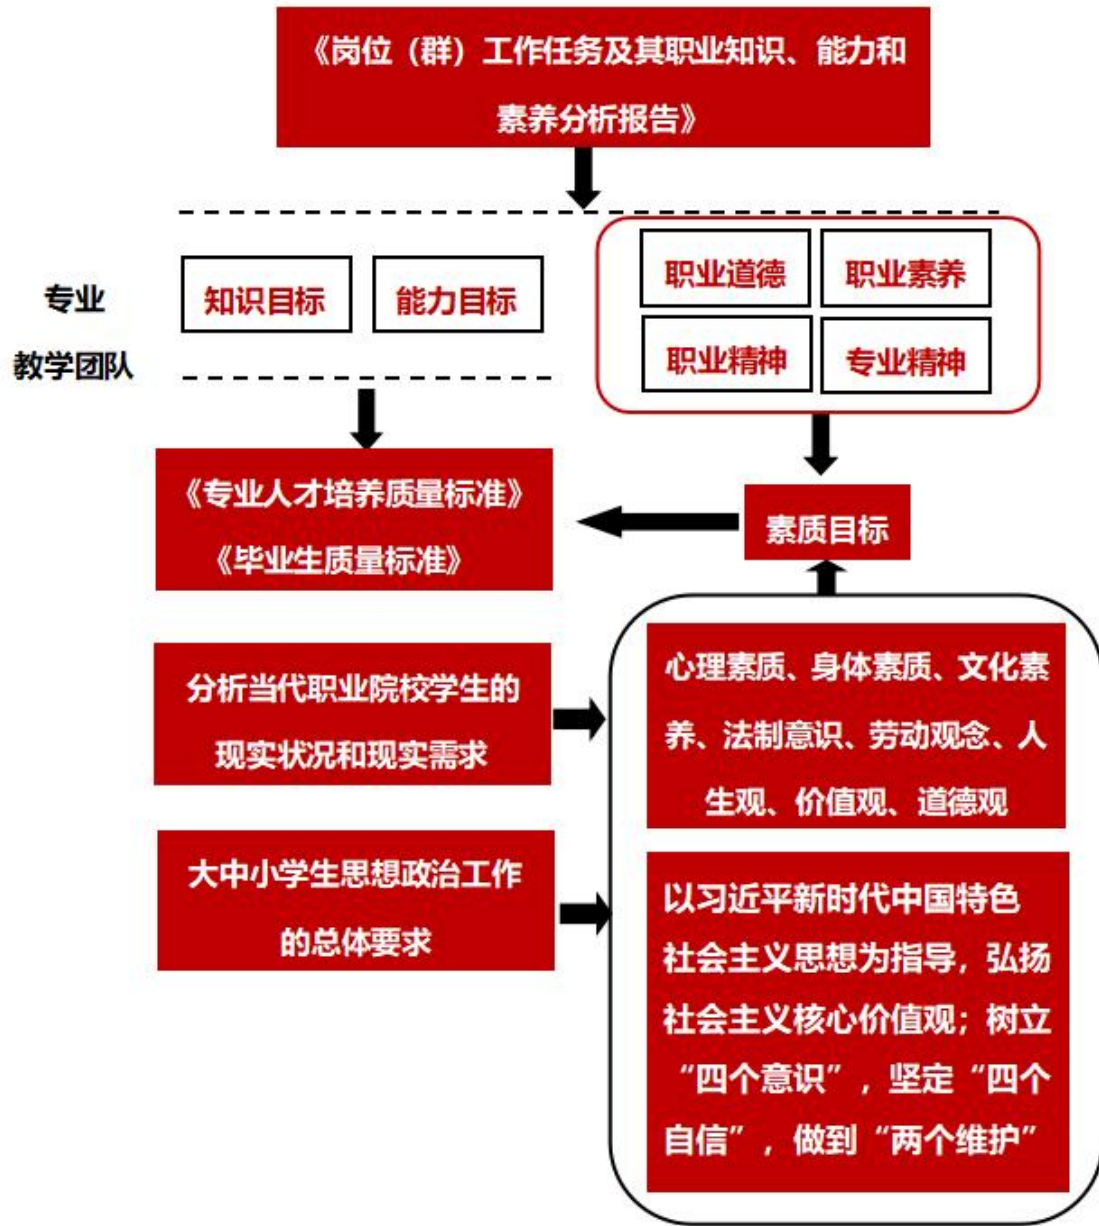 《岗位（群）工作任务及其职业知识、能力和
素养分析报告》
专业
教学团队
知识目标
能力目标
职业道德
职业素养
职业精神
专业精神
《专业人才培养质量标准》
《毕业生质量标准》
素质目标
分析当代职业院校学生的
现实状况和现实需求
心理素质、身体素质、文化素
养、法制意识、劳动观念、人
生观、价值观、道德观
大中小学生思想政治工作
的总体要求
以习近平新时代中国特色
社会主义思想为指导，弘扬
社会主义核心价值观；树立
“四个意识”，坚定“四个
自信”，做到“两个维护”